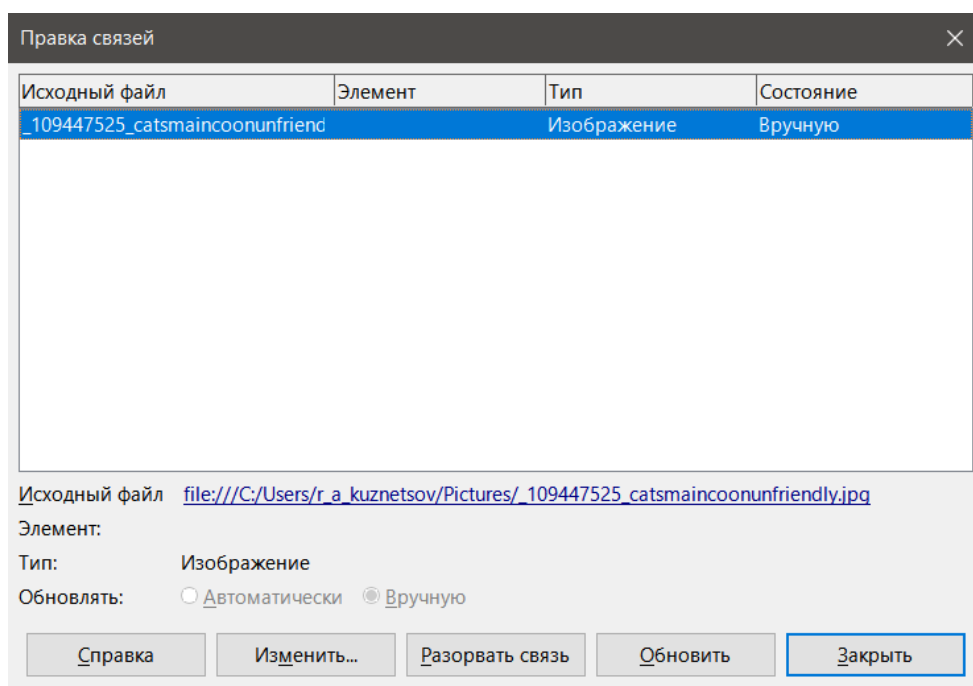 Правка связей
Исходный файл Элемент Тип Состояние
_109447525_catsmaincoonunfriend Изображение Вручную
Исходный файл file:///C:/Users/r_a_kuznetsov/Pictures/_109447525_catsmaincoonunfriendly.jpg
Элемент:
Тип: Изображение
Обновлять: Автоматически Вручную
Справка Изменить... Разорвать связь Обновить Закрыть